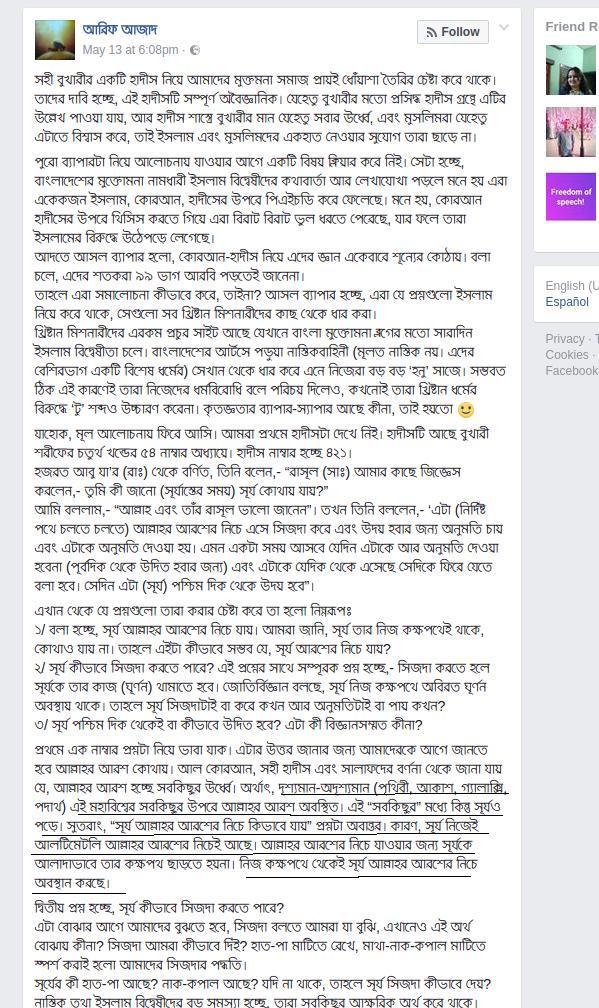 আরিফ আজাদ
May 13 at 6:08pm ·
Follow
সহী বুখারীর একটি হাদীস নিয়ে আমাদের মুক্তমনা সমাজ প্রায়ই ধোঁয়াশা তৈরির চেষ্টা করে থাকে।
তাদের দাবি হচ্ছে, এই হাদীসটি সম্পূর্ণ অবৈজ্ঞানিক। যেহেতু বুখারীর মতো প্রসিদ্ধ হাদীস গ্রন্থে এটির
উল্লেখ পাওয়া যায়, আর হাদীস শাস্ত্রে বুখারীর মান যেহেতু সবার উর্ধ্বে, এবং মুসলিমরা যেহেতু
এটাতে বিশ্বাস করে, তাই ইসলাম এবং মুসলিমদের একহাত নেওয়ার সুযোগ তারা ছাড়ে না।
পুরো ব্যাপারটা নিয়ে আলোচনায় যাওয়ার আগে একটি বিষয় ক্লিয়ার করে নিই। সেটা হচ্ছে,
বাংলাদেশের মুক্তোমনা নামধারী ইসলাম বিদ্বেষীদের কথাবার্তা আর লেখাযোখা পড়লে মনে হয় এরা
একেকজন ইসলাম, কোরআন, হাদীসের উপরে পিএইচডি করে ফেলেছে। মনে হয়, কোরআন
হাদীসের উপরে থিসিস করতে গিয়ে এরা বিরাট বিরাট ভুল ধরতে পেরেছে, যার ফলে তারা
ইসলামের বিরুদ্ধে উঠেপড়ে লেগেছে।
আদতে আসল ব্যাপার হলো, কোরআন-হাদীস নিয়ে এদের জ্ঞান একেবারে শূন্যের কোঠায়। বলা
চলে, এদের শতকরা ৯৯ ভাগ আরবি পড়তেই জানেনা।
তাহলে এরা সমালোচনা কীভাবে করে, তাইনা? আসল ব্যাপার হচ্ছে, এরা যে প্রশ্নগুলো ইসলাম
নিয়ে করে থাকে, সেগুলো সব খ্রিষ্টান মিশনারীদের কাছ থেকে ধার করা।
খ্রিষ্টান মিশনারীদের এরকম প্রচুর সাইট আছে যেখানে বাংলা মুক্তোমনা ব্লগের মতো সারাদিন
ইসলাম বিদ্বেষীতা চলে। বাংলাদেশের আর্টসে পড়ুয়া নাস্তিকবাহিনী (মূলত নাস্তিক নয়। এদের
বেশিরভাগ একটি বিশেষ ধর্মের) সেখান থেকে ধার করে এনে নিজেরা বড় বড় 'হনু' সাজে। সম্ভবত
ঠিক এই কারণেই তারা নিজেদের ধর্মবিরোধি বলে পরিচয় দিলেও, কখনোই তারা খ্রিষ্টান ধর্মের
বিরুদ্ধে 'টু' শব্দও উচ্চারণ করেনা। কৃতজ্ঞতার ব্যাপার-স্যাপার আছে কীনা, তাই হয়তো
যাহোক, মূল আলোচনায় ফিরে আসি। আমরা প্রথমে হাদীসটা দেখে নিই। হাদীসটি আছে বুখারী
শরীফের চতুর্থ খন্ডের ৫৪ নাম্বার অধ্যায়ে। হাদীস নাম্বার হচ্ছে ৪২১।
হজরত আবু যা'র (রাঃ) থেকে বর্ণিত, তিনি বলেন,- “রাসূল (সাঃ) আমার কাছে জিজ্ঞেস
করলেন,- তুমি কী জানো (সূর্যাস্তের সময়) সূর্য কোথায় যায়?”
আমি বললাম,- “আল্লাহ এবং তাঁর রাসূল ভালো জানেন”। তখন তিনি বললেন,- 'এটা (নির্দিষ্ট
পথে চলতে চলতে) আল্লাহর আরশের নিচে এসে সিজদা করে এবং উদয় হবার জন্য অনুমতি চায়
এবং এটাকে অনুমতি দেওয়া হয়। এমন একটা সময় আসবে যেদিন এটাকে আর অনুমতি দেওয়া
হবেনা (পূর্বদিক থেকে উদিত হবার জন্য) এবং এটাকে যেদিক থেকে এসেছে সেদিকে ফিরে যেতে
বলা হবে। সেদিন এটা (সূর্য) পশ্চিম দিক থেকে উদয় হবে”।
এখান থেকে যে প্রশ্নগুলো তারা করার চেষ্টা করে তা হলো নিম্নরূপঃ
১/ বলা হচ্ছে, সূর্য আল্লাহর আরশের নিচে যায়। আমরা জানি, সূর্য তার নিজ কক্ষপথেই থাকে,
কোথাও যায় না। তাহলে এইটা কীভাবে সম্ভব যে, সূর্য আরশের নিচে যায়?
২/ সূর্য কীভাবে সিজদা করতে পারে? এই প্রশ্নের সাথে সম্পূরক প্রশ্ন হচ্ছে,- সিজদা করতে হলে
সূর্যকে তার কাজ (ঘূর্ণন) থামাতে হবে। জোতির্বিজ্ঞান বলছে, সূর্য নিজ কক্ষপথে অবিরত ঘূর্ণন
অবস্থায় থাকে। তাহলে সূর্য সিজদাটাই বা করে কখন আর অনুমতিটাই বা পায় কখন?
৩/ সূর্য পশ্চিম দিক থেকেই বা কীভাবে উদিত হবে? এটা কী বিজ্ঞানসম্মত কীনা?
প্রথমে এক নাম্বার প্রশ্নটা নিয়ে ভাবা যাক। এটার উত্তর জানার জন্য আমাদেরকে আগে জানতে
হবে আল্লাহর আরশ কোথায়। আল কোরআন, সহী হাদীস এবং সালাফদের বর্ণনা থেকে জানা যায়
যে, আল্লাহর আরশ হচ্ছে সবকিছুর উর্ধ্বে। অর্থাৎ, দৃশ্যমান-অদৃশ্যমান (পৃথিবী, আকাশ, গ্যালাক্সি,
পদার্থ) এই মহাবিশ্বের সবকিছুর উপরে আল্লাহর আরশ অবস্থিত। এই “সবকিছুর” মধ্যে কিন্তু সূর্যও
পড়ে। সুতরাং, “সূর্য আল্লাহর আরশের নিচে কিভাবে যায়” প্রশ্নটা অবান্তর। কারণ, সূর্য নিজেই
আলটিমেটলি আল্লাহর আরশের নিচেই আছে। আল্লাহর আরশের নিচে যাওয়ার জন্য সূর্যকে
আলাদাভাবে তার কক্ষপথ ছাড়তে হয়না। নিজ কক্ষপথে থেকেই সূর্য আল্লাহর আরশের নিচে
অবস্থান করছে।
দ্বিতীয় প্রশ্ন হচ্ছে, সূর্য কীভাবে সিজদা করতে পারে?
এটা বোঝার আগে আমাদের বুঝতে হবে, সিজদা বলতে আমরা যা বুঝি, এখানেও এই অর্থ
বোঝায় কীনা? সিজদা আমরা কীভাবে দিই? হাত-পা মাটিতে রেখে, মাথা-নাক-কপাল মাটিতে
স্পর্শ করাই হলো আমাদের সিজদার পদ্ধতি।
সূর্যের কী হাত-পা আছে? নাক-কপাল আছে? যদি না থাকে, তাহলে সূর্য সিজদা কীভাবে দেয়?
নাস্তিক তথা ইসলাম বিদ্বেষীদের বড় সমস্যা হচ্ছে, তারা সবকিছুর আক্ষরিক অর্থ করে থাকে।
Friend R
Freedom of
speech!
English (U
Español
Privacy · T
Cookies ·
Facebook